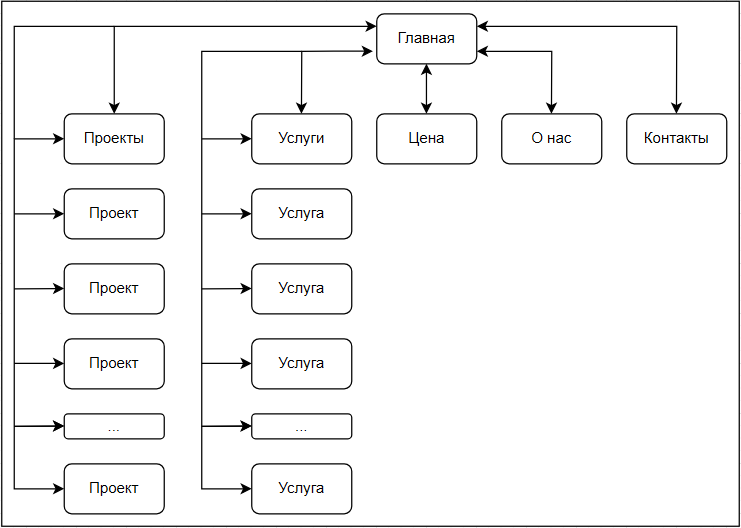 Главная
Проекты
Услуги
Цена
О нас
Контакты
Проект
Услуга
Проект
Услуга
Проект
Услуга
...
...
Проект
Услуга